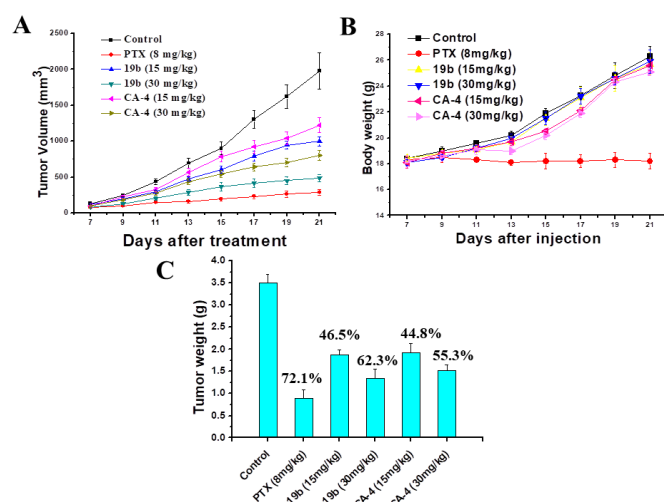 A
Control
PTX (8 mg/kg)
19b (15 mg/kg)
19b (30 mg/kg)
CA-4 (15 mg/kg)
CA-4 (30 mg/kg)
Tumor Volume (mm3)
2500
2000
1500
1000
500
0
7 9 11 13 15 17 19 21
Days after treatment
B
Control
PTX (8mg/kg)
19b (15mg/kg)
19b (30mg/kg)
CA-4 (15mg/kg)
CA-4 (30mg/kg)
Body weight (g)
28
26
24
22
20
18
16
14
7 9 11 13 15 17 19 21
Days after injection
C
Tumor weight (g)
4.0
3.5
3.0
2.5
2.0
1.5
1.0
0.5
0.0
72.1%
46.5%
62.3%
44.8%
55.3%
Control
PTX (8mg/kg)
19b (15mg/kg)
19b (30mg/kg)
CA-4 (15mg/kg)
CA-4 (30mg/kg)